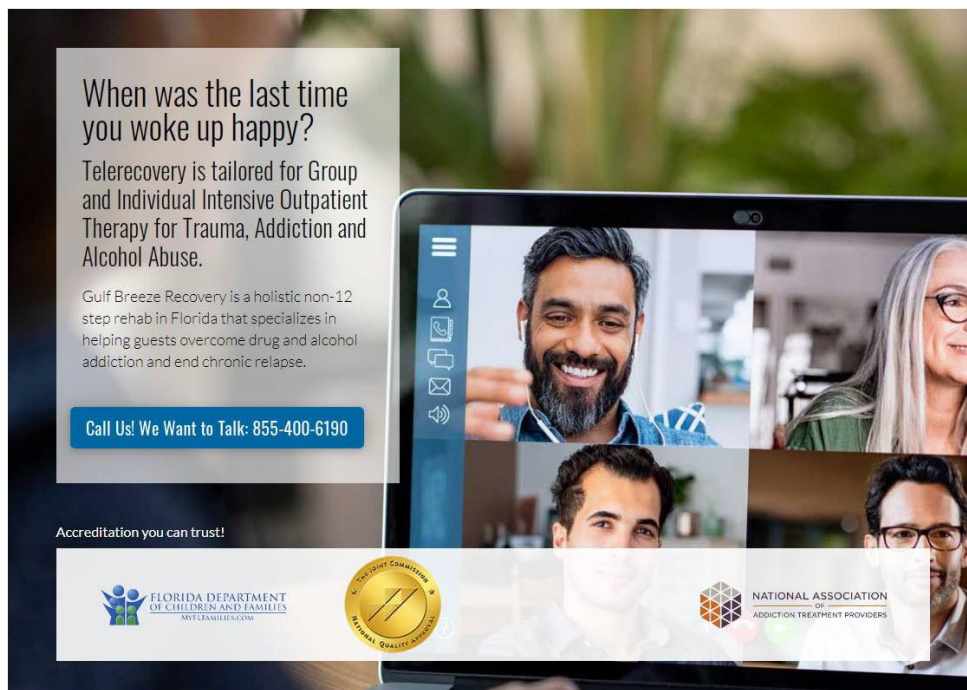 When was the last time
you woke up happy?
Telerecovery is tailored for Group
and Individual Intensive Outpatient
Therapy for Trauma, Addiction and
Alcohol Abuse.
Gulf Breeze Recovery is a holistic non-12
step rehab in Florida that specializes in
helping guests overcome drug and alcohol
addiction and end chronic relapse.
Call Us! We Want to Talk: 855-400-6190
Accreditation you can trust!
FLORIDA DEPARTMENT
OF CHILDREN AND FAMILIES
MYFLFAMILIES.COM
THE JOINT COMMISSION
NATIONAL QUALITY APPROVAL
NATIONAL ASSOCIATION
OF
ADDICTION TREATMENT PROVIDERS